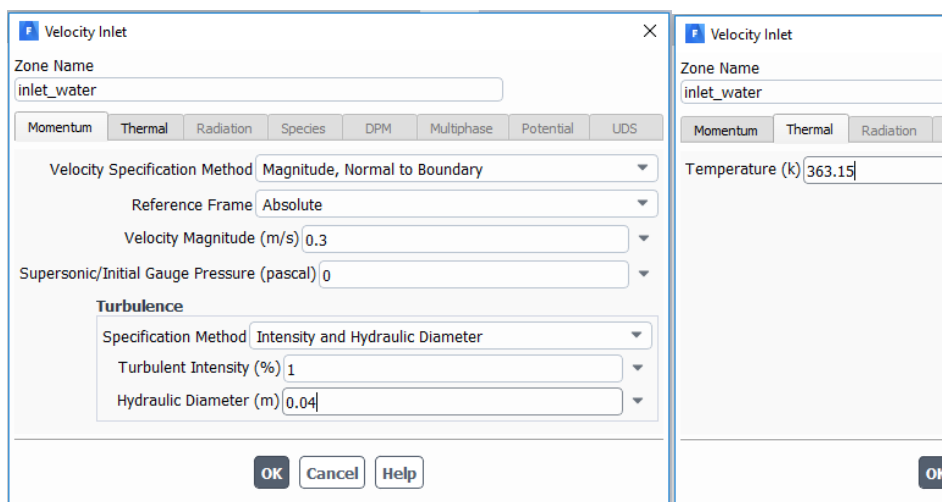 Velocity Inlet
Zone Name
inlet_water
Momentum Thermal Radiation Species DPM Multiphase Potential UDS
Velocity Specification Method Magnitude, Normal to Boundary
Reference Frame Absolute
Velocity Magnitude (m/s) 0.3
Supersonic/Initial Gauge Pressure (pascal) 0
Turbulence
Specification Method Intensity and Hydraulic Diameter
Turbulent Intensity (%) 1
Hydraulic Diameter (m) 0.04
OK Cancel Help
Velocity Inlet
Zone Name
inlet_water
Momentum Thermal Radiation
Temperature (k) 363.15
OK